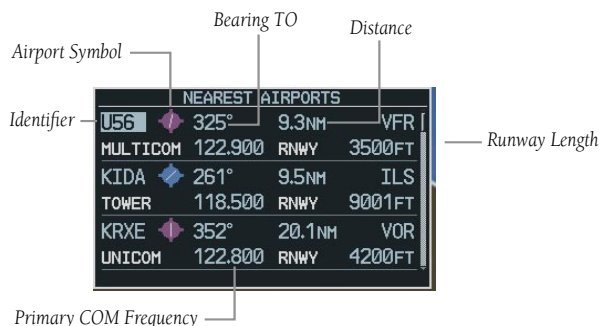 Bearing TO
Distance
Airport Symbol
NEAREST AIRPORTS
Identifier
U56 325° 9.3NM VFR
MULTICOM 122.900 RNWY 3500FT
Runway Length
KIDA 261° 9.5NM ILS
TOWER 118.500 RNWY 9001FT
KRXE 352° 20.1NM VOR
UNICOM 122.800 RNWY 4200FT
Primary COM Frequency